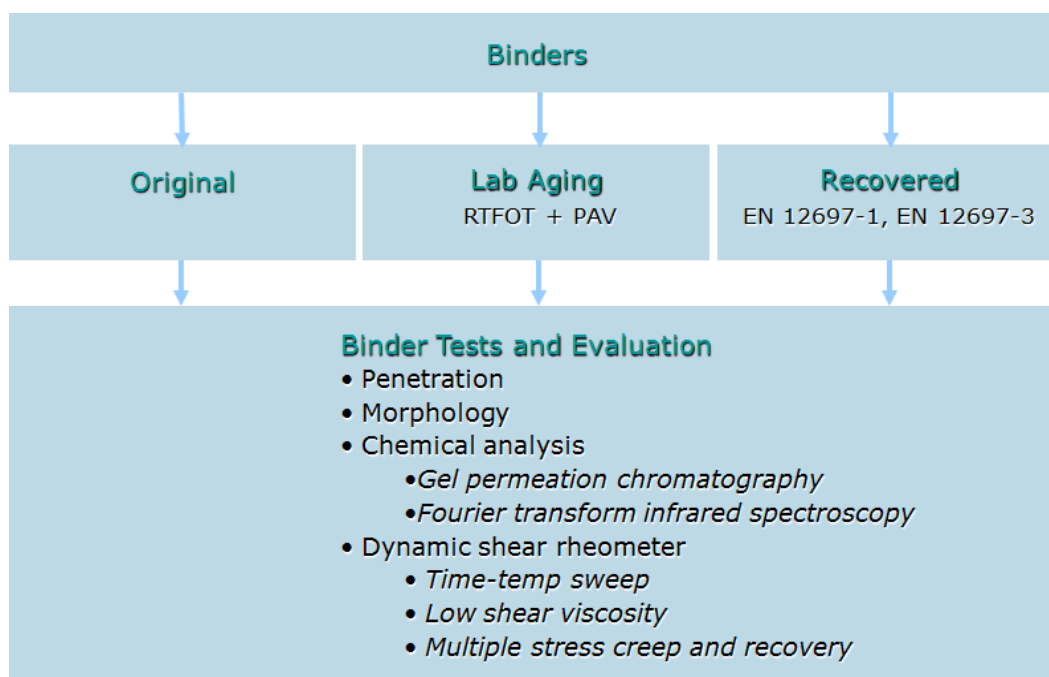 Binders
Original
Lab Aging
RTFOT + PAV
Recovered
EN 12697-1, EN 12697-3
Binder Tests and Evaluation
• Penetration
• Morphology
• Chemical analysis
•Gel permeation chromatography
•Fourier transform infrared spectroscopy
• Dynamic shear rheometer
• Time-temp sweep
• Low shear viscosity
• Multiple stress creep and recovery